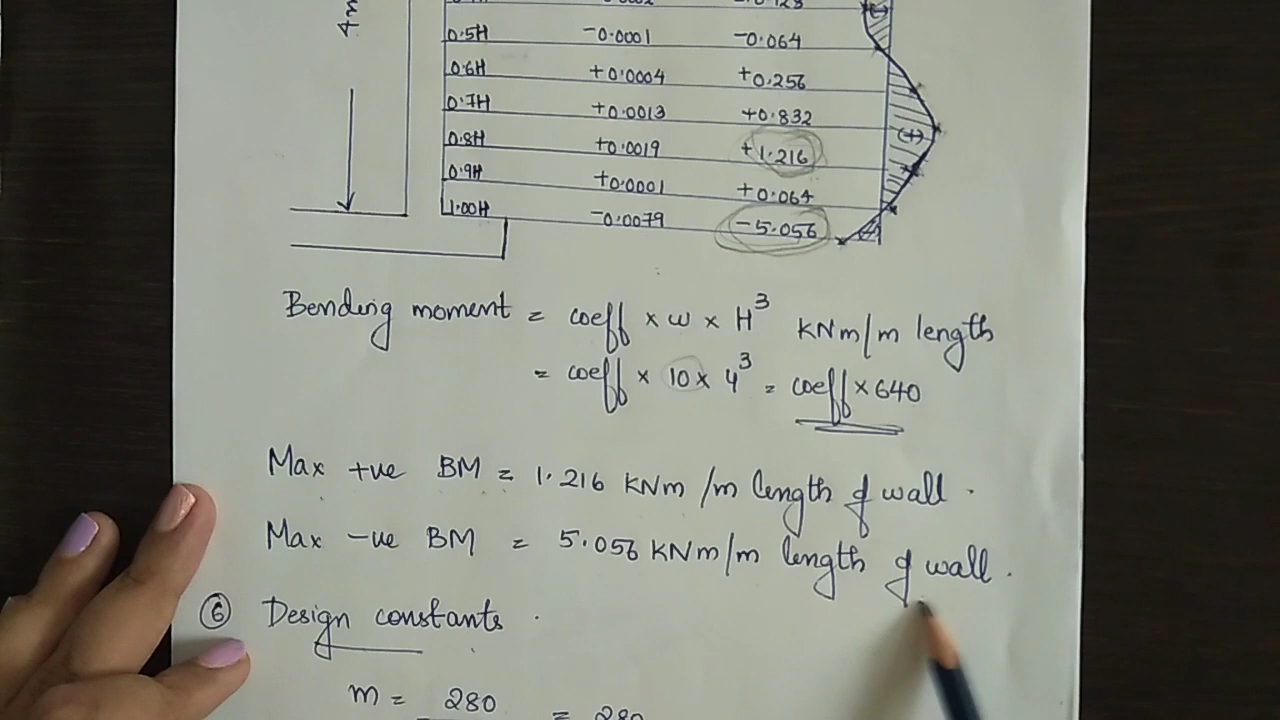 4m
0.5H -0.0001 -0.064
0.6H +0.0004 +0.256
0.7H +0.0013 +0.832
0.8H +0.0019 +1.216
0.9H +0.0001 +0.064
1.00H -0.0079 -5.056
(+)
Bending moment = coeff × w × H³ KNm/m length
= coeff × 10 × 4³ = coeff × 640
Max +ve BM = 1.216 KNm/m length of wall.
Max -ve BM = 5.056 KNm/m length of wall.
⑥ Design constants.
m = 280 = 280